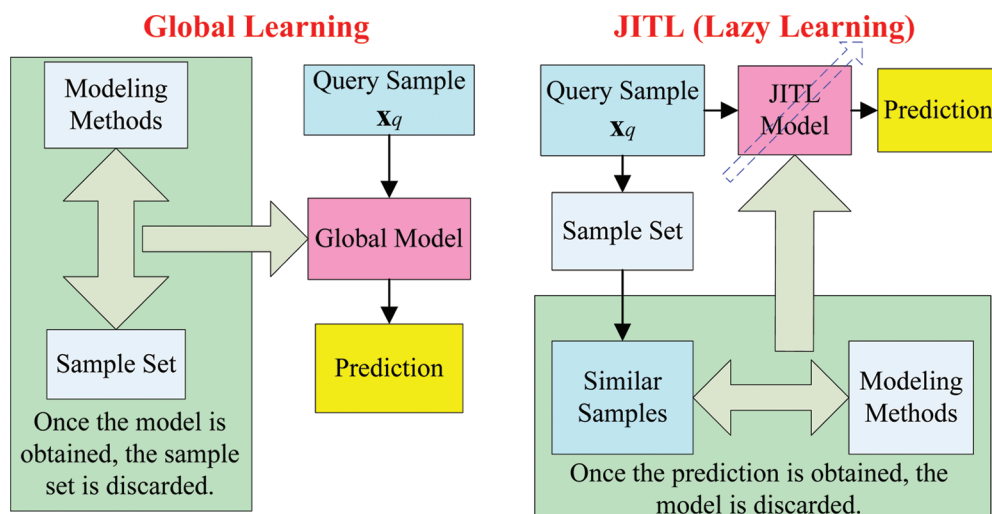 Global Learning
Modeling
Methods
Sample Set
Once the model is
obtained, the sample
set is discarded.
Query Sample
xq
Global Model
Prediction
JITL (Lazy Learning)
Query Sample
xq
JITL
Model
Prediction
Sample Set
Similar
Samples
Modeling
Methods
Once the prediction is obtained, the
model is discarded.